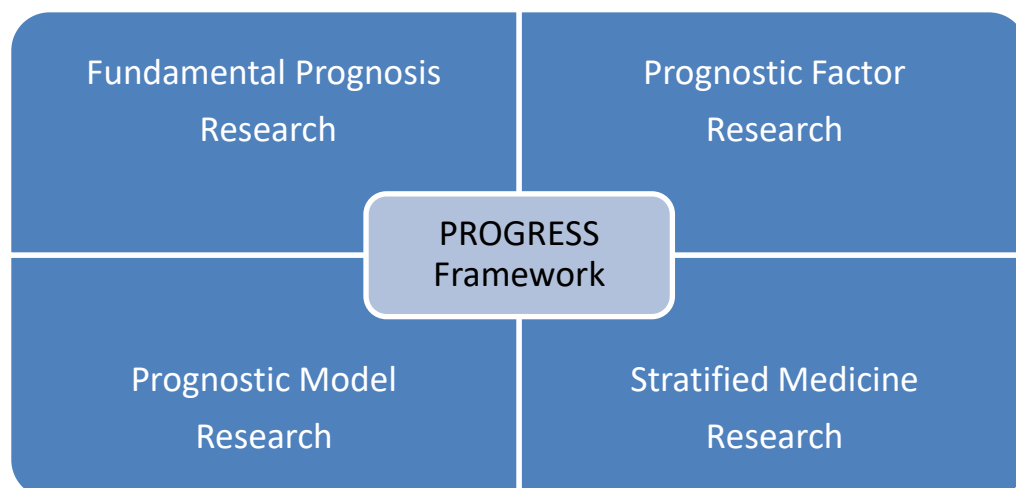 Fundamental Prognosis
Research
Prognostic Factor
Research
PROGRESS
Framework
Prognostic Model
Research
Stratified Medicine
Research